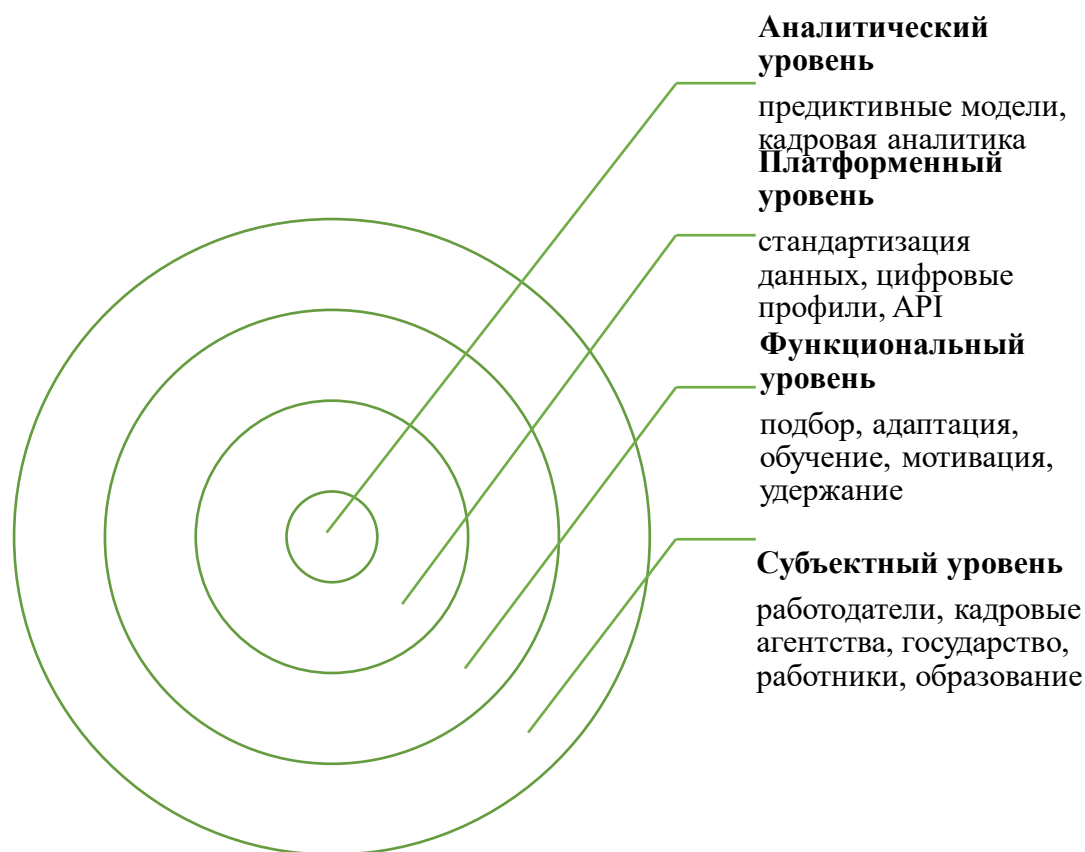 Аналитический
уровень
предиктивные модели,
кадровая аналитика
Платформенный
уровень
стандартизация
данных, цифровые
профили, API
Функциональный
уровень
подбор, адаптация,
обучение, мотивация,
удержание
Субъектный уровень
работодатели, кадровые
агентства, государство,
работники, образование